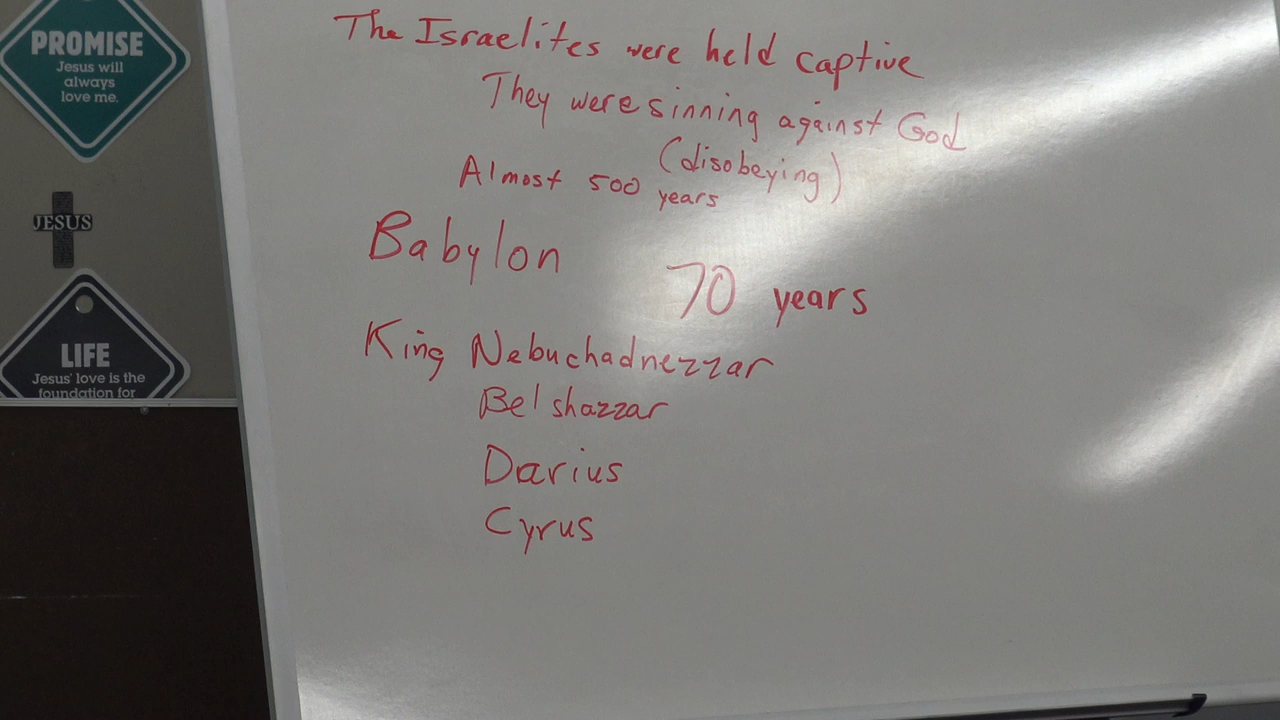 PROMISE
Jesus will
always
love me.
JESUS
LIFE
Jesus' love is the
foundation for
The Israelites were held captive
They were sinning against God
(disobeying)
Almost 500 years
Babylon
70 years
King Nebuchadnezzar
Belshazzar
Darius
Cyrus